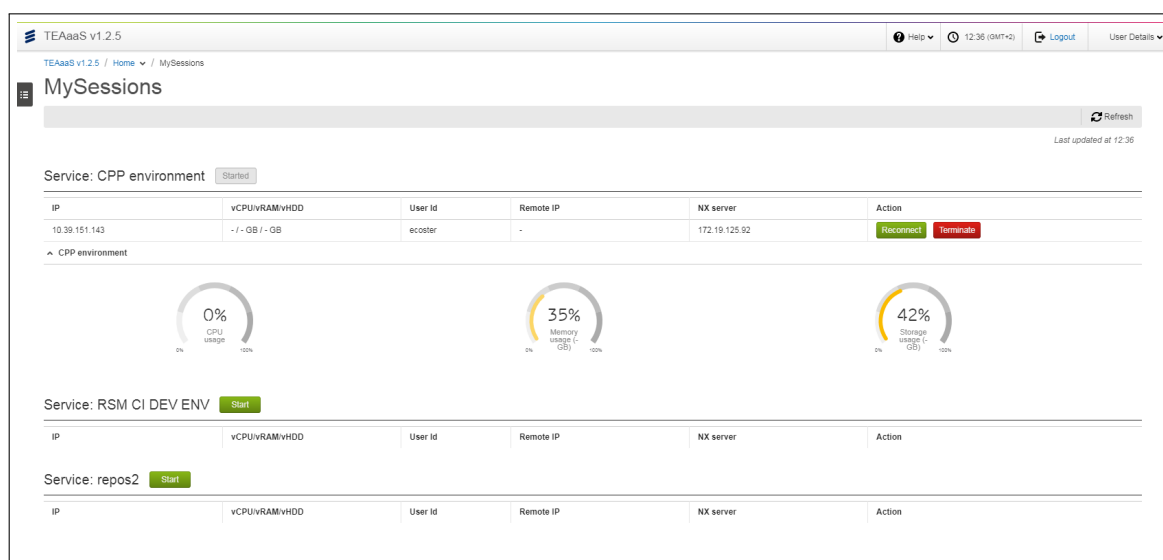 TEAaaS v1.2.5 Help 12:36 (GMT+2) Logout User Details
TEAaaS v1.2.5 / Home / MySessions
MySessions
Refresh
Last updated at 12:36
Service: CPP environment Started
IP vCPU/vRAM/vHDD User Id Remote IP NX server Action
10.39.151.143 - / - GB / - GB ecoster - 172.19.125.92 Reconnect Terminate
CPP environment
0% 35% 42%
CPU Memory Storage
usage usage (- usage (-
GB) GB)
0% 100% 0% 100% 0% 100%
Service: RSM CI DEV ENV Start
IP vCPU/vRAM/vHDD User Id Remote IP NX server Action
Service: repos2 Start
IP vCPU/vRAM/vHDD User Id Remote IP NX server Action